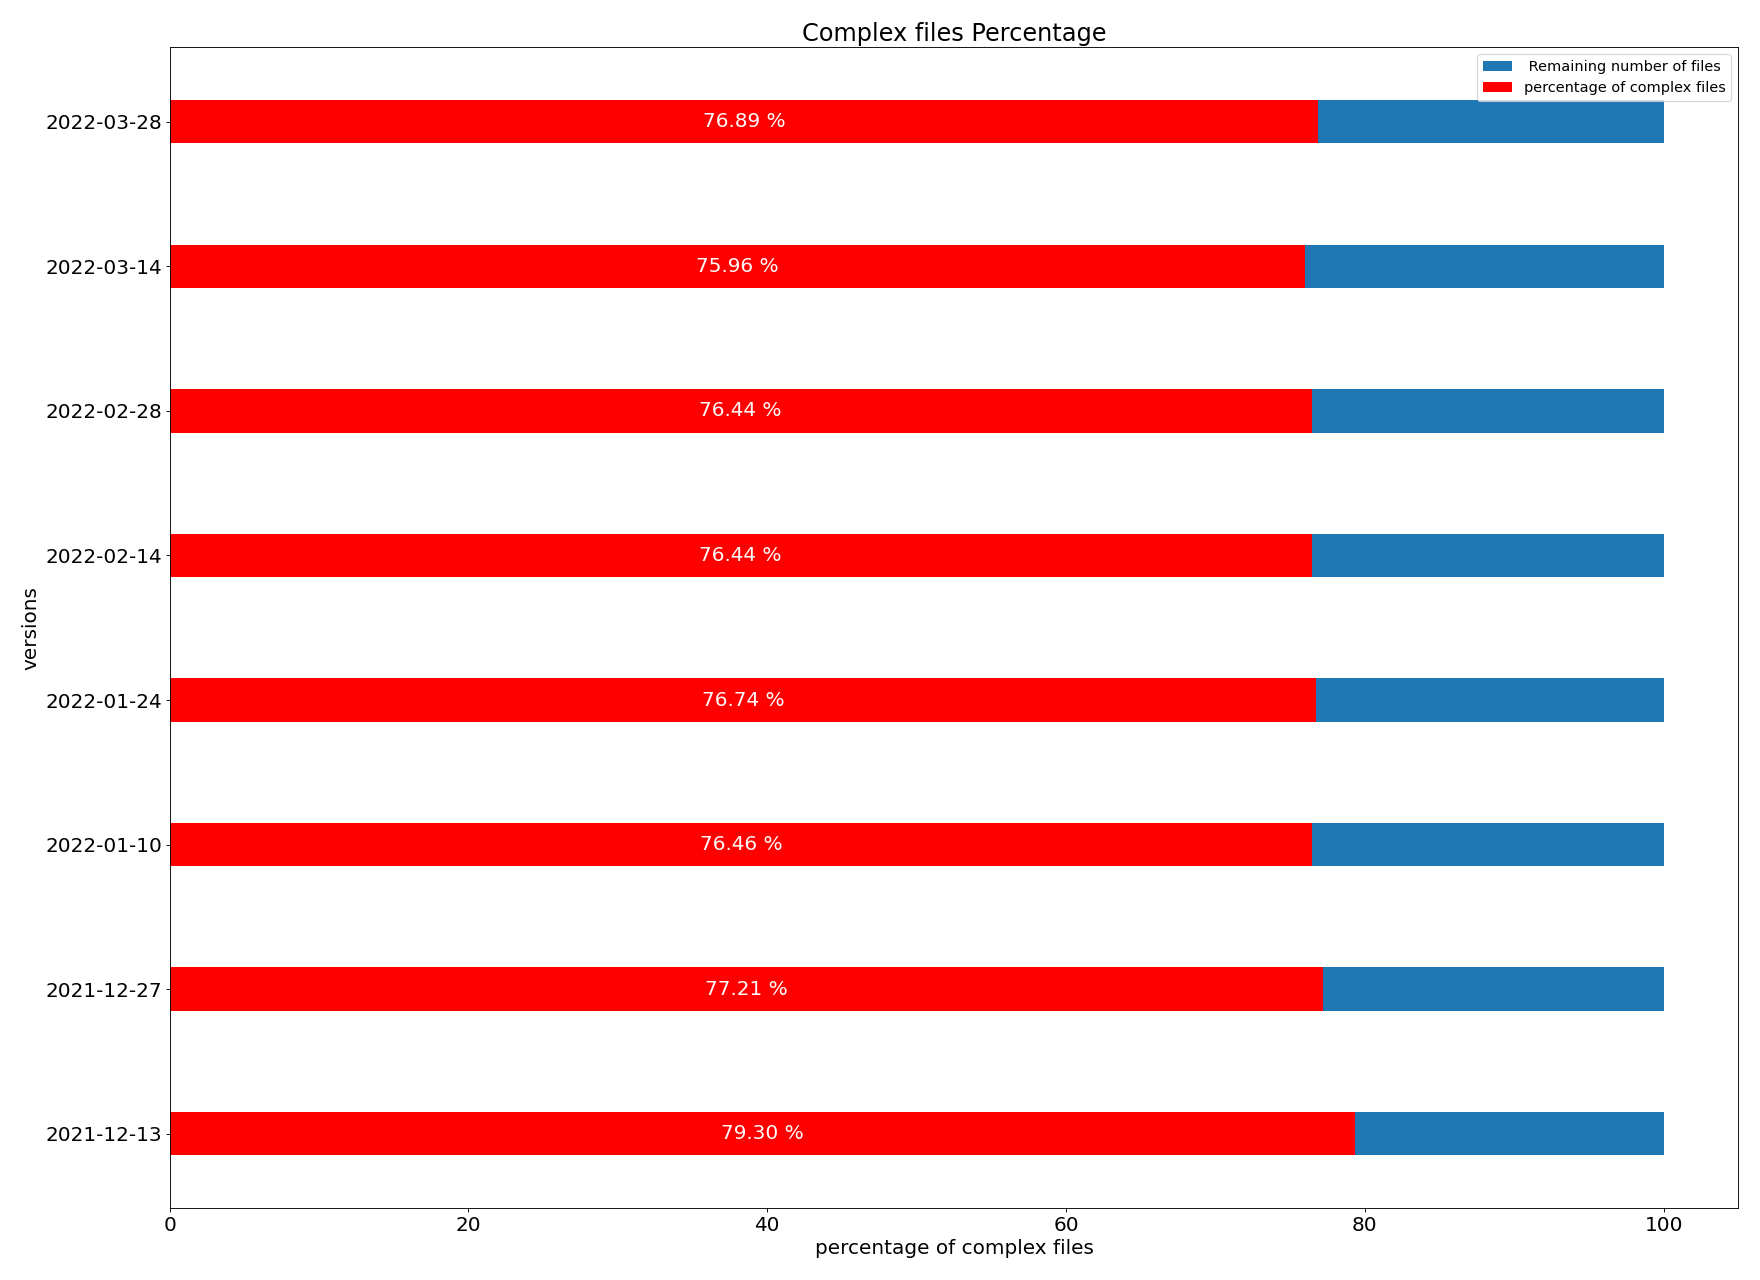 Complex files Percentage
Remaining number of files
percentage of complex files
2022-03-28
76.89 %
2022-03-14
75.96 %
2022-02-28
76.44 %
2022-02-14
76.44 %
versions
2022-01-24
76.74 %
2022-01-10
76.46 %
2021-12-27
77.21 %
2021-12-13
79.30 %
0 20 40 60 80 100
percentage of complex files